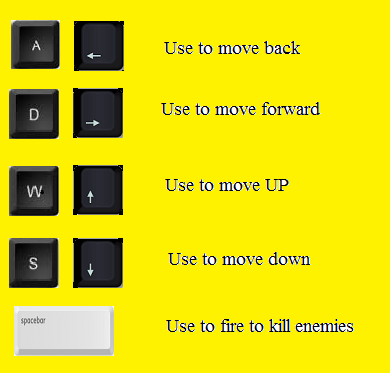 A ← Use to move back
D → Use to move forward
W ↑ Use to move UP
S ↓ Use to move down
spacebar Use to fire to kill enemies